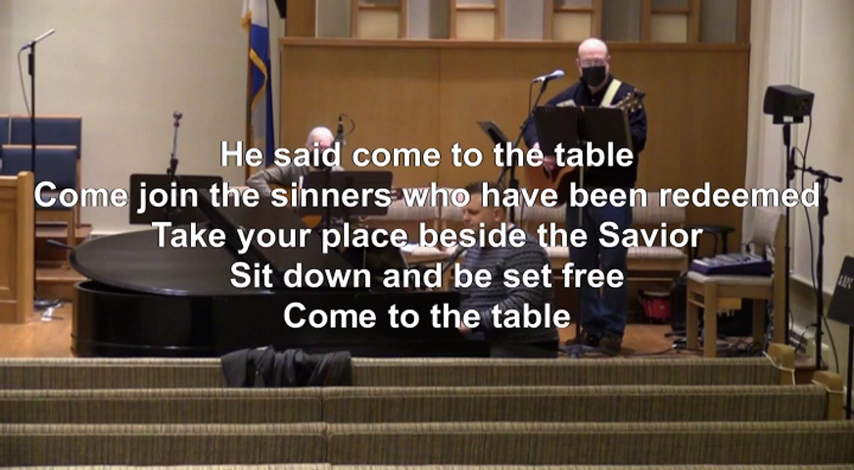 He said come to the table
Come join the sinners who have been redeemed
Take your place beside the Savior
Sit down and be set free
Come to the table